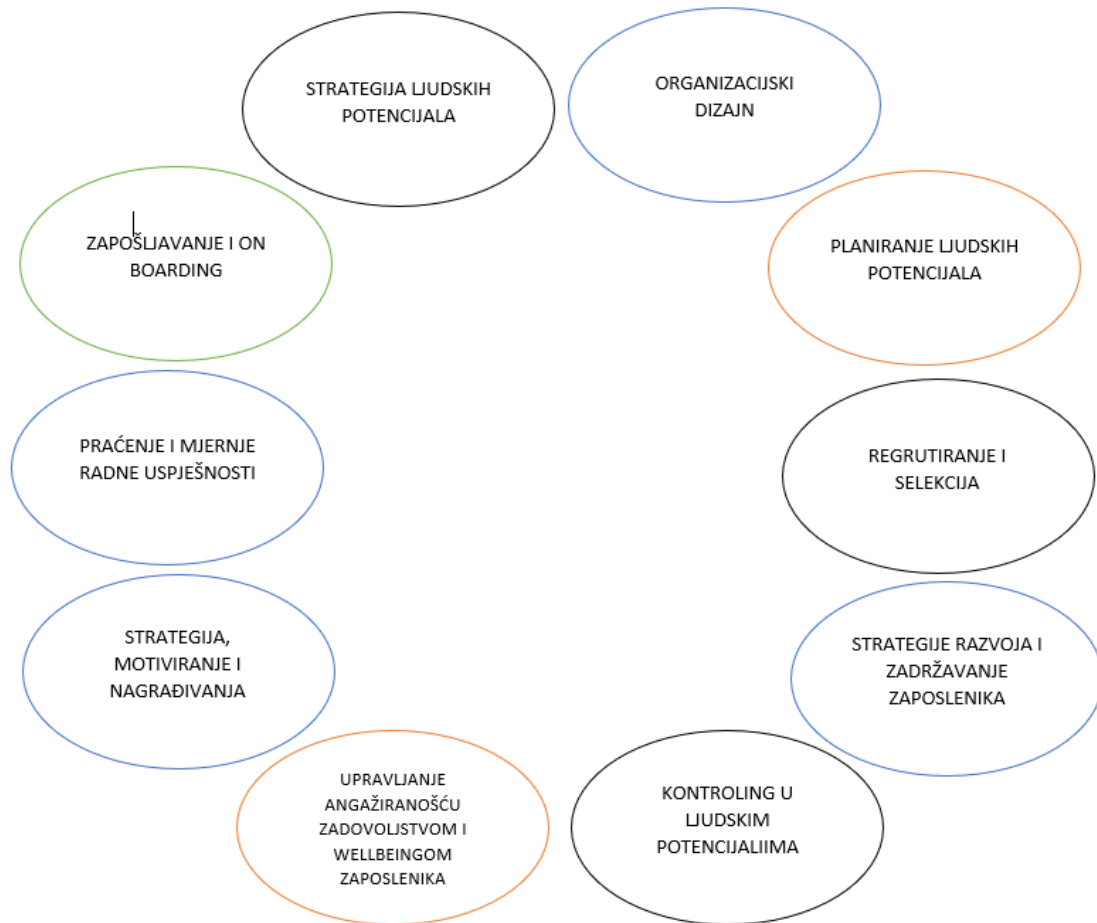 STRATEGIJA LJUDSKIH
POTENCIJALA
ORGANIZACIJSKI
DIZAJN
ZAPOŠLJAVANJE I ON
BOARDING
PLANIRANJE LJUDSKIH
POTENCIJALA
PRAĆENJE I MJERNJE
RADNE USPJEŠNOSTI
REGRUTIRANJE I
SELEKCIJA
STRATEGIJA,
MOTIVIRANJE I
NAGRAĐIVANJA
STRATEGIJE RAZVOJA I
ZADRŽAVANJE
ZAPOSLENIKA
UPRAVLJANJE
ANGAŽIRANOŠĆU
ZADOVOLJSTVOM I
WELLBEINGOM
ZAPOSLENIKA
KONTROLING U
LJUDSKIM
POTENCIJALIIMA